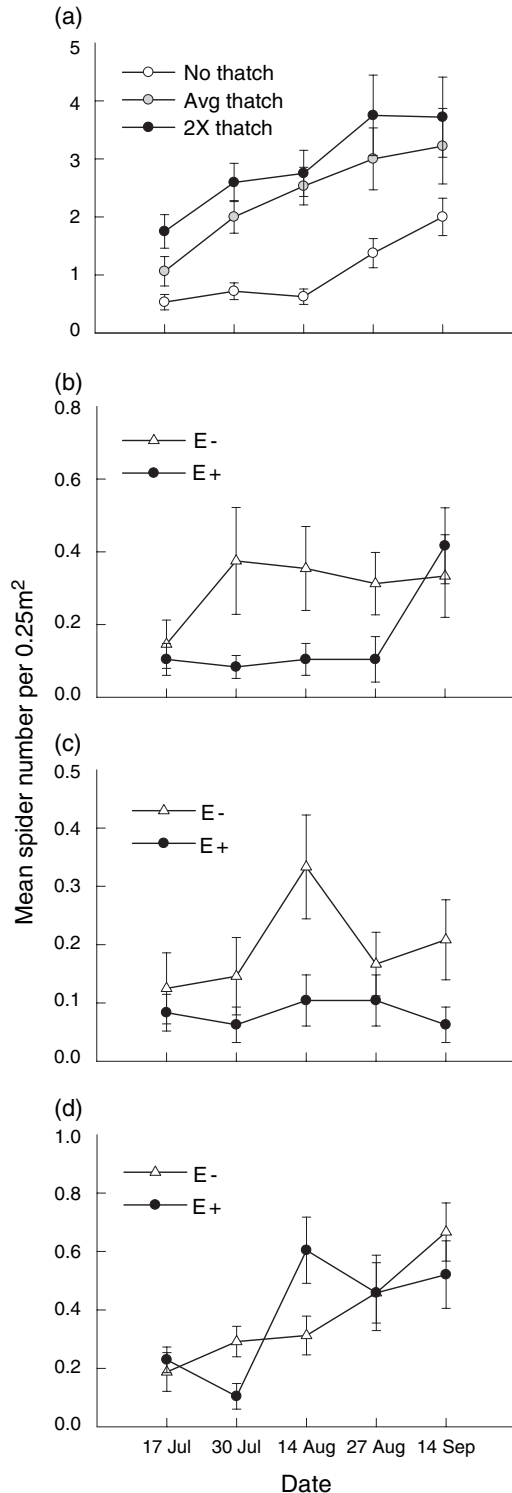 (a)
5
4
3
2
1
0
No thatch
Avg thatch
2X thatch
(b)
0.8
0.6
0.4
0.2
0.0
E-
E+
(c)
0.5
0.4
0.3
0.2
0.1
0.0
E-
E+
(d)
1.0
0.8
0.6
0.4
0.2
0.0
E-
E+
Mean spider number per 0.25m²
17 Jul 30 Jul 14 Aug 27 Aug 14 Sep
Date